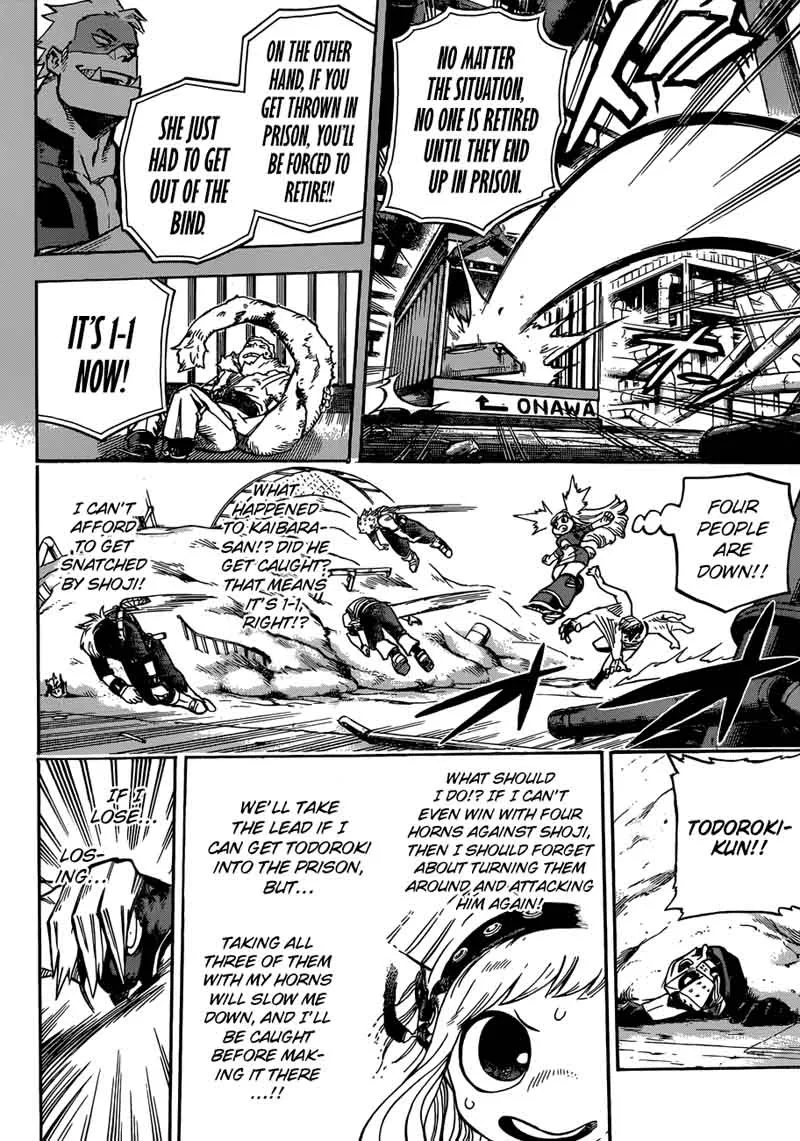 NO MATTER
THE SITUATION,
NO ONE IS RETIRED
UNTIL THEY END
UP IN PRISON.
ON THE OTHER
HAND, IF YOU
GET THROWN IN
PRISON, YOU'LL
BE FORCED TO
RETIRE!!
SHE JUST
HAD TO GET
OUT OF THE
BIND.
ONAWA
IT'S 1-1
NOW!
FOUR
PEOPLE
ARE
DOWN!!
WHAT
HAPPENED
TO KAIBARA-
SAN!? DID HE
GET CAUGHT?
THAT MEANS
IT'S 1-1,
RIGHT!?
I CAN'T
AFFORD
TO GET
SNATCHED
BY SHOJI!
TODOROKI-
KUN!!
WHAT SHOULD
I DO!? IF I CAN'T
EVEN WIN WITH FOUR
HORNS AGAINST SHOJI,
THEN I SHOULD FORGET
ABOUT TURNING THEM
AROUND AND ATTACKING
HIM AGAIN!
WE'LL TAKE
THE LEAD IF I
CAN GET TODOROKI
INTO THE PRISON,
BUT...
TAKING ALL
THREE OF THEM
WITH MY HORNS
WILL SLOW ME
DOWN, AND I'LL
BE CAUGHT
BEFORE MAK-
ING IT THERE
...!!
IF I
LOSE...
LOS-
ING...